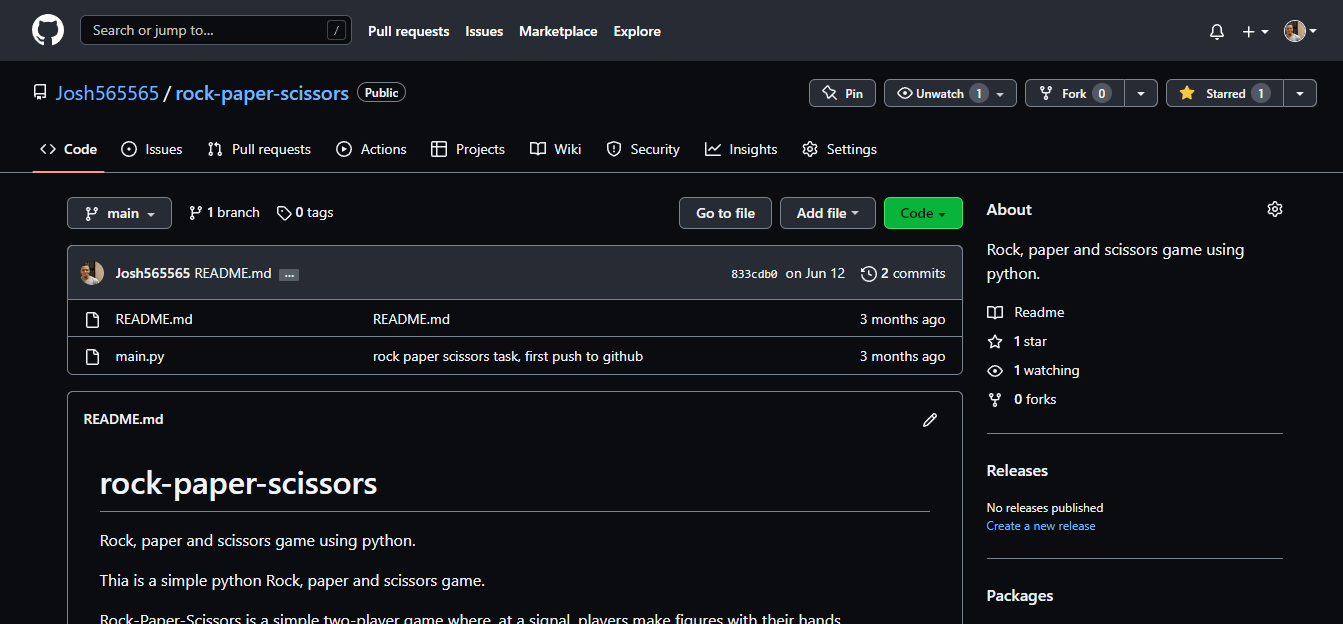 Search or jump to... / Pull requests Issues Marketplace Explore
Josh565565 / rock-paper-scissors Public Pin Unwatch 1 Fork 0 Starred 1
Code Issues Pull requests Actions Projects Wiki Security Insights Settings
main 1 branch 0 tags Go to file Add file Code
Josh565565 README.md ... 833cdb0 on Jun 12 2 commits
README.md README.md 3 months ago
main.py rock paper scissors task, first push to github 3 months ago
README.md
rock-paper-scissors
Rock, paper and scissors game using python.
Thia is a simple python Rock, paper and scissors game.
Rock-Paper-Scissors is a simple two-player game where, at a signal, players make figures with their hands
About
Rock, paper and scissors game using
python.
Readme
1 star
1 watching
0 forks
Releases
No releases published
Create a new release
Packages